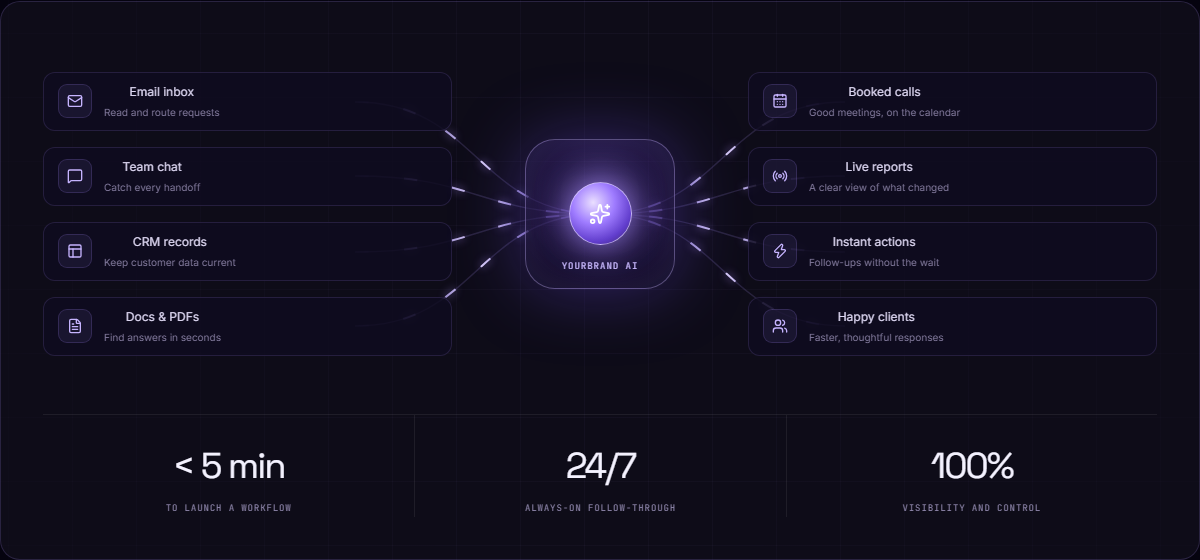 Email inbox
Read and route requests
Team chat
Catch every handoff
CRM records
Keep customer data current
Docs & PDFs
Find answers in seconds
YOURBRAND AI
Booked calls
Good meetings, on the calendar
Live reports
A clear view of what changed
Instant actions
Follow-ups without the wait
Happy clients
Faster, thoughtful responses
< 5 min
TO LAUNCH A WORKFLOW
24/7
ALWAYS-ON FOLLOW-THROUGH
100%
VISIBILITY AND CONTROL